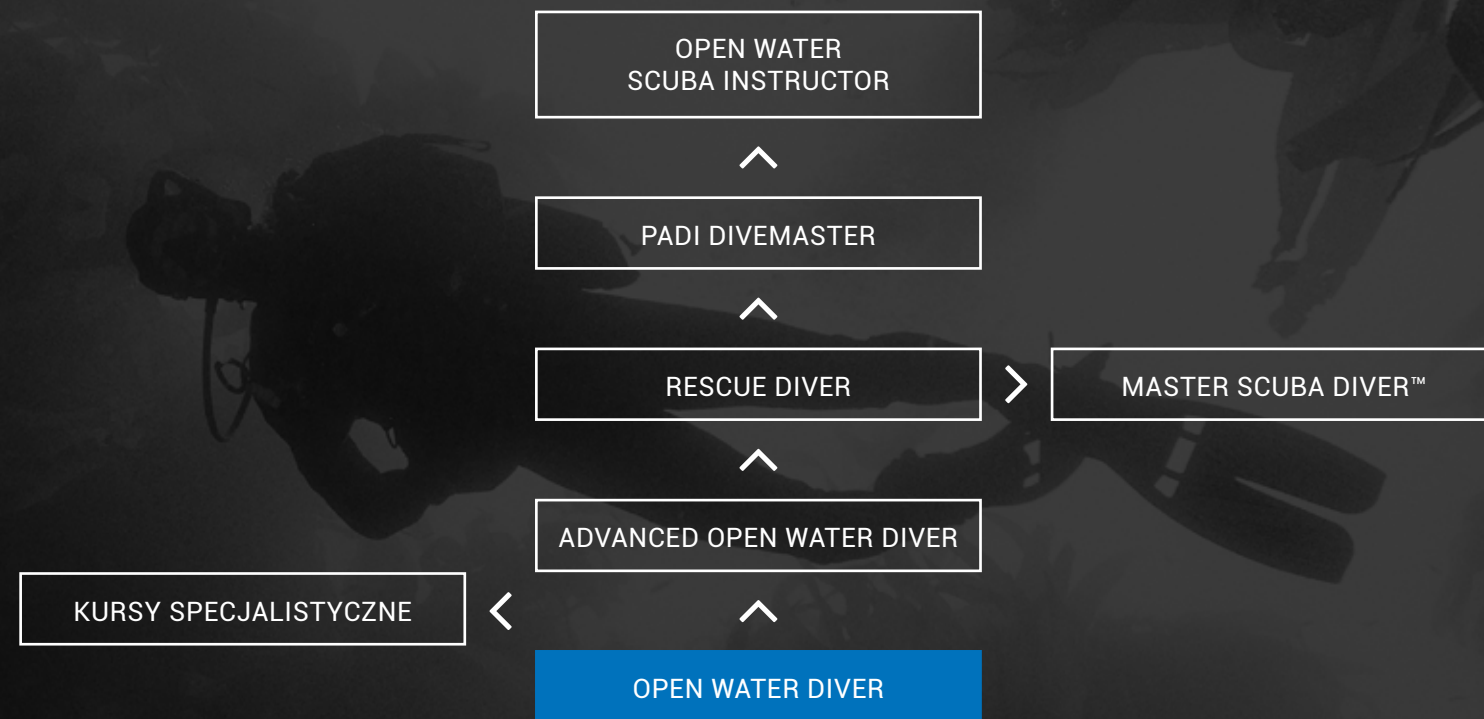 OPEN WATER
SCUBA INSTRUCTOR
PADI DIVEMASTER
RESCUE DIVER
MASTER SCUBA DIVER™
ADVANCED OPEN WATER DIVER
KURSY SPECJALISTYCZNE
OPEN WATER DIVER